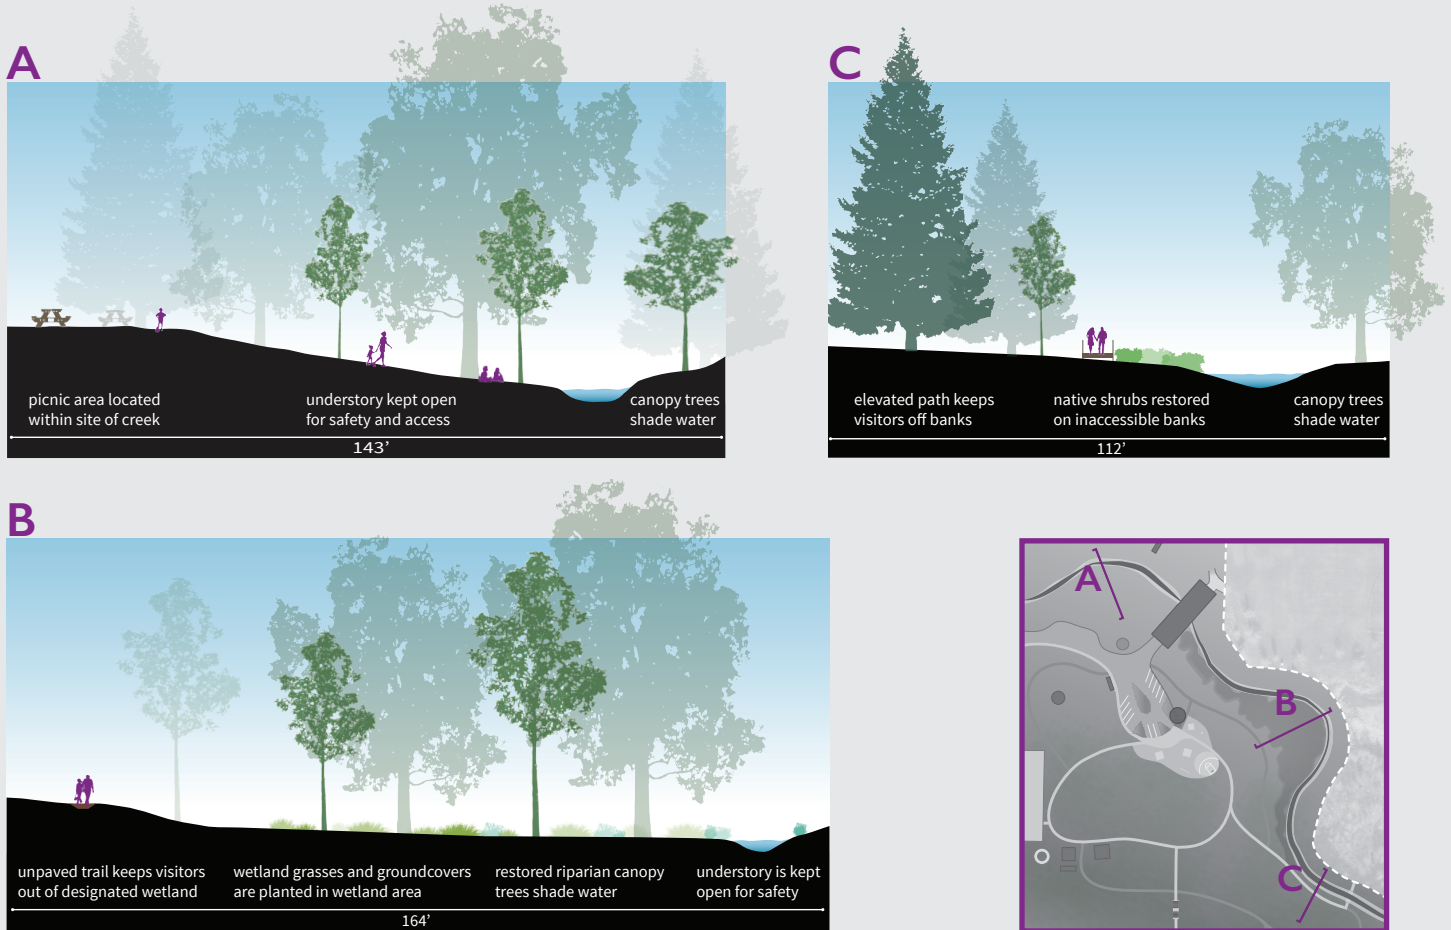 A
picnic area located
within site of creek
understory kept open
for safety and access
canopy trees
shade water
143’
C
elevated path keeps
visitors off banks
native shrubs restored
on inaccessible banks
canopy trees
shade water
112’
B
unpaved trail keeps visitors
out of designated wetland
wetland grasses and groundcovers
are planted in wetland area
restored riparian canopy
trees shade water
understory is kept
open for safety
164’
A
B
C